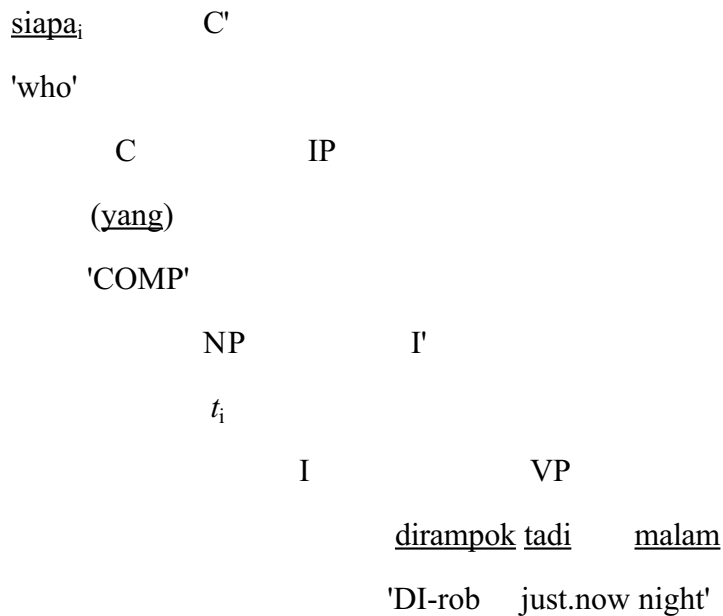 siapai C'
'who'
C IP
(yang)
'COMP'
NP I'
ti
I VP
dirampok tadi malam
'DI-rob just.now night'